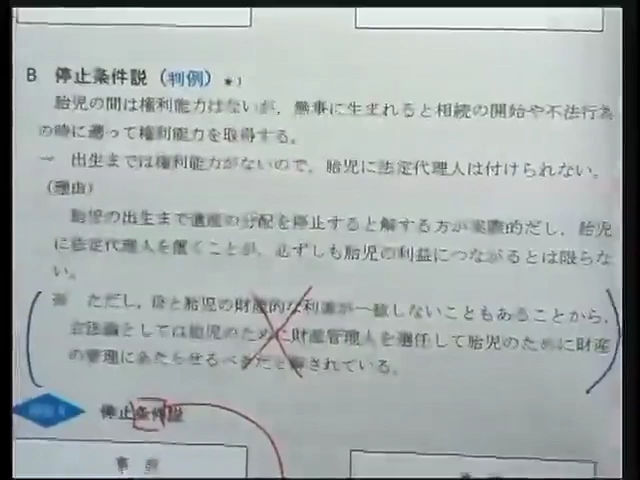 B 停止条件説（判例）
胎児の間は権利能力はないが、無事に生まれると相続の開始や不法行為
の時に遡って権利能力を取得する。
→ 出生までは権利能力がないので、胎児に法定代理人は付けられない。
（理由）
胎児の出生まで遺産の分配を停止すると解する方が実際的だし、胎児
に法定代理人を置くことが、必ずしも胎児の利益につながるとは限らな
い。
※ ただし、母と胎児の財産的な利害が一致しないこともあることから、
立法論としては胎児のために財産管理人を選任して胎児のために財産
の管理にあたらせるべきだと解されている。
停止条件説
事例